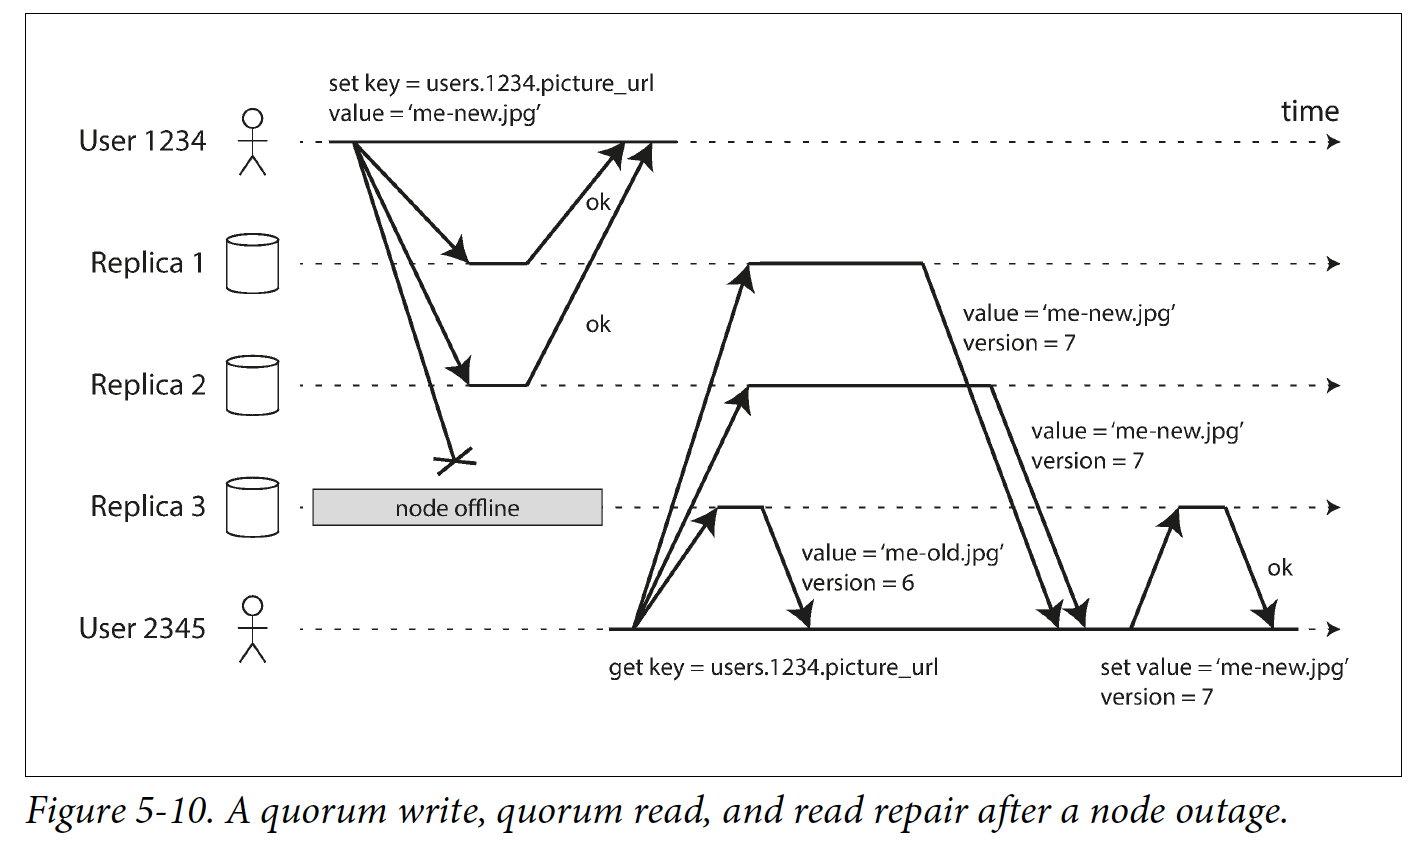 set key = users.1234.picture_url
value = ‘me-new.jpg’
time
User 1234
ok
Replica 1
value = ‘me-new.jpg’
version = 7
ok
Replica 2
value = ‘me-new.jpg’
version = 7
Replica 3
node offline
value = ‘me-old.jpg’
version = 6
ok
User 2345
get key = users.1234.picture_url
set value = ‘me-new.jpg’
version = 7
Figure 5-10. A quorum write, quorum read, and read repair after a node outage.